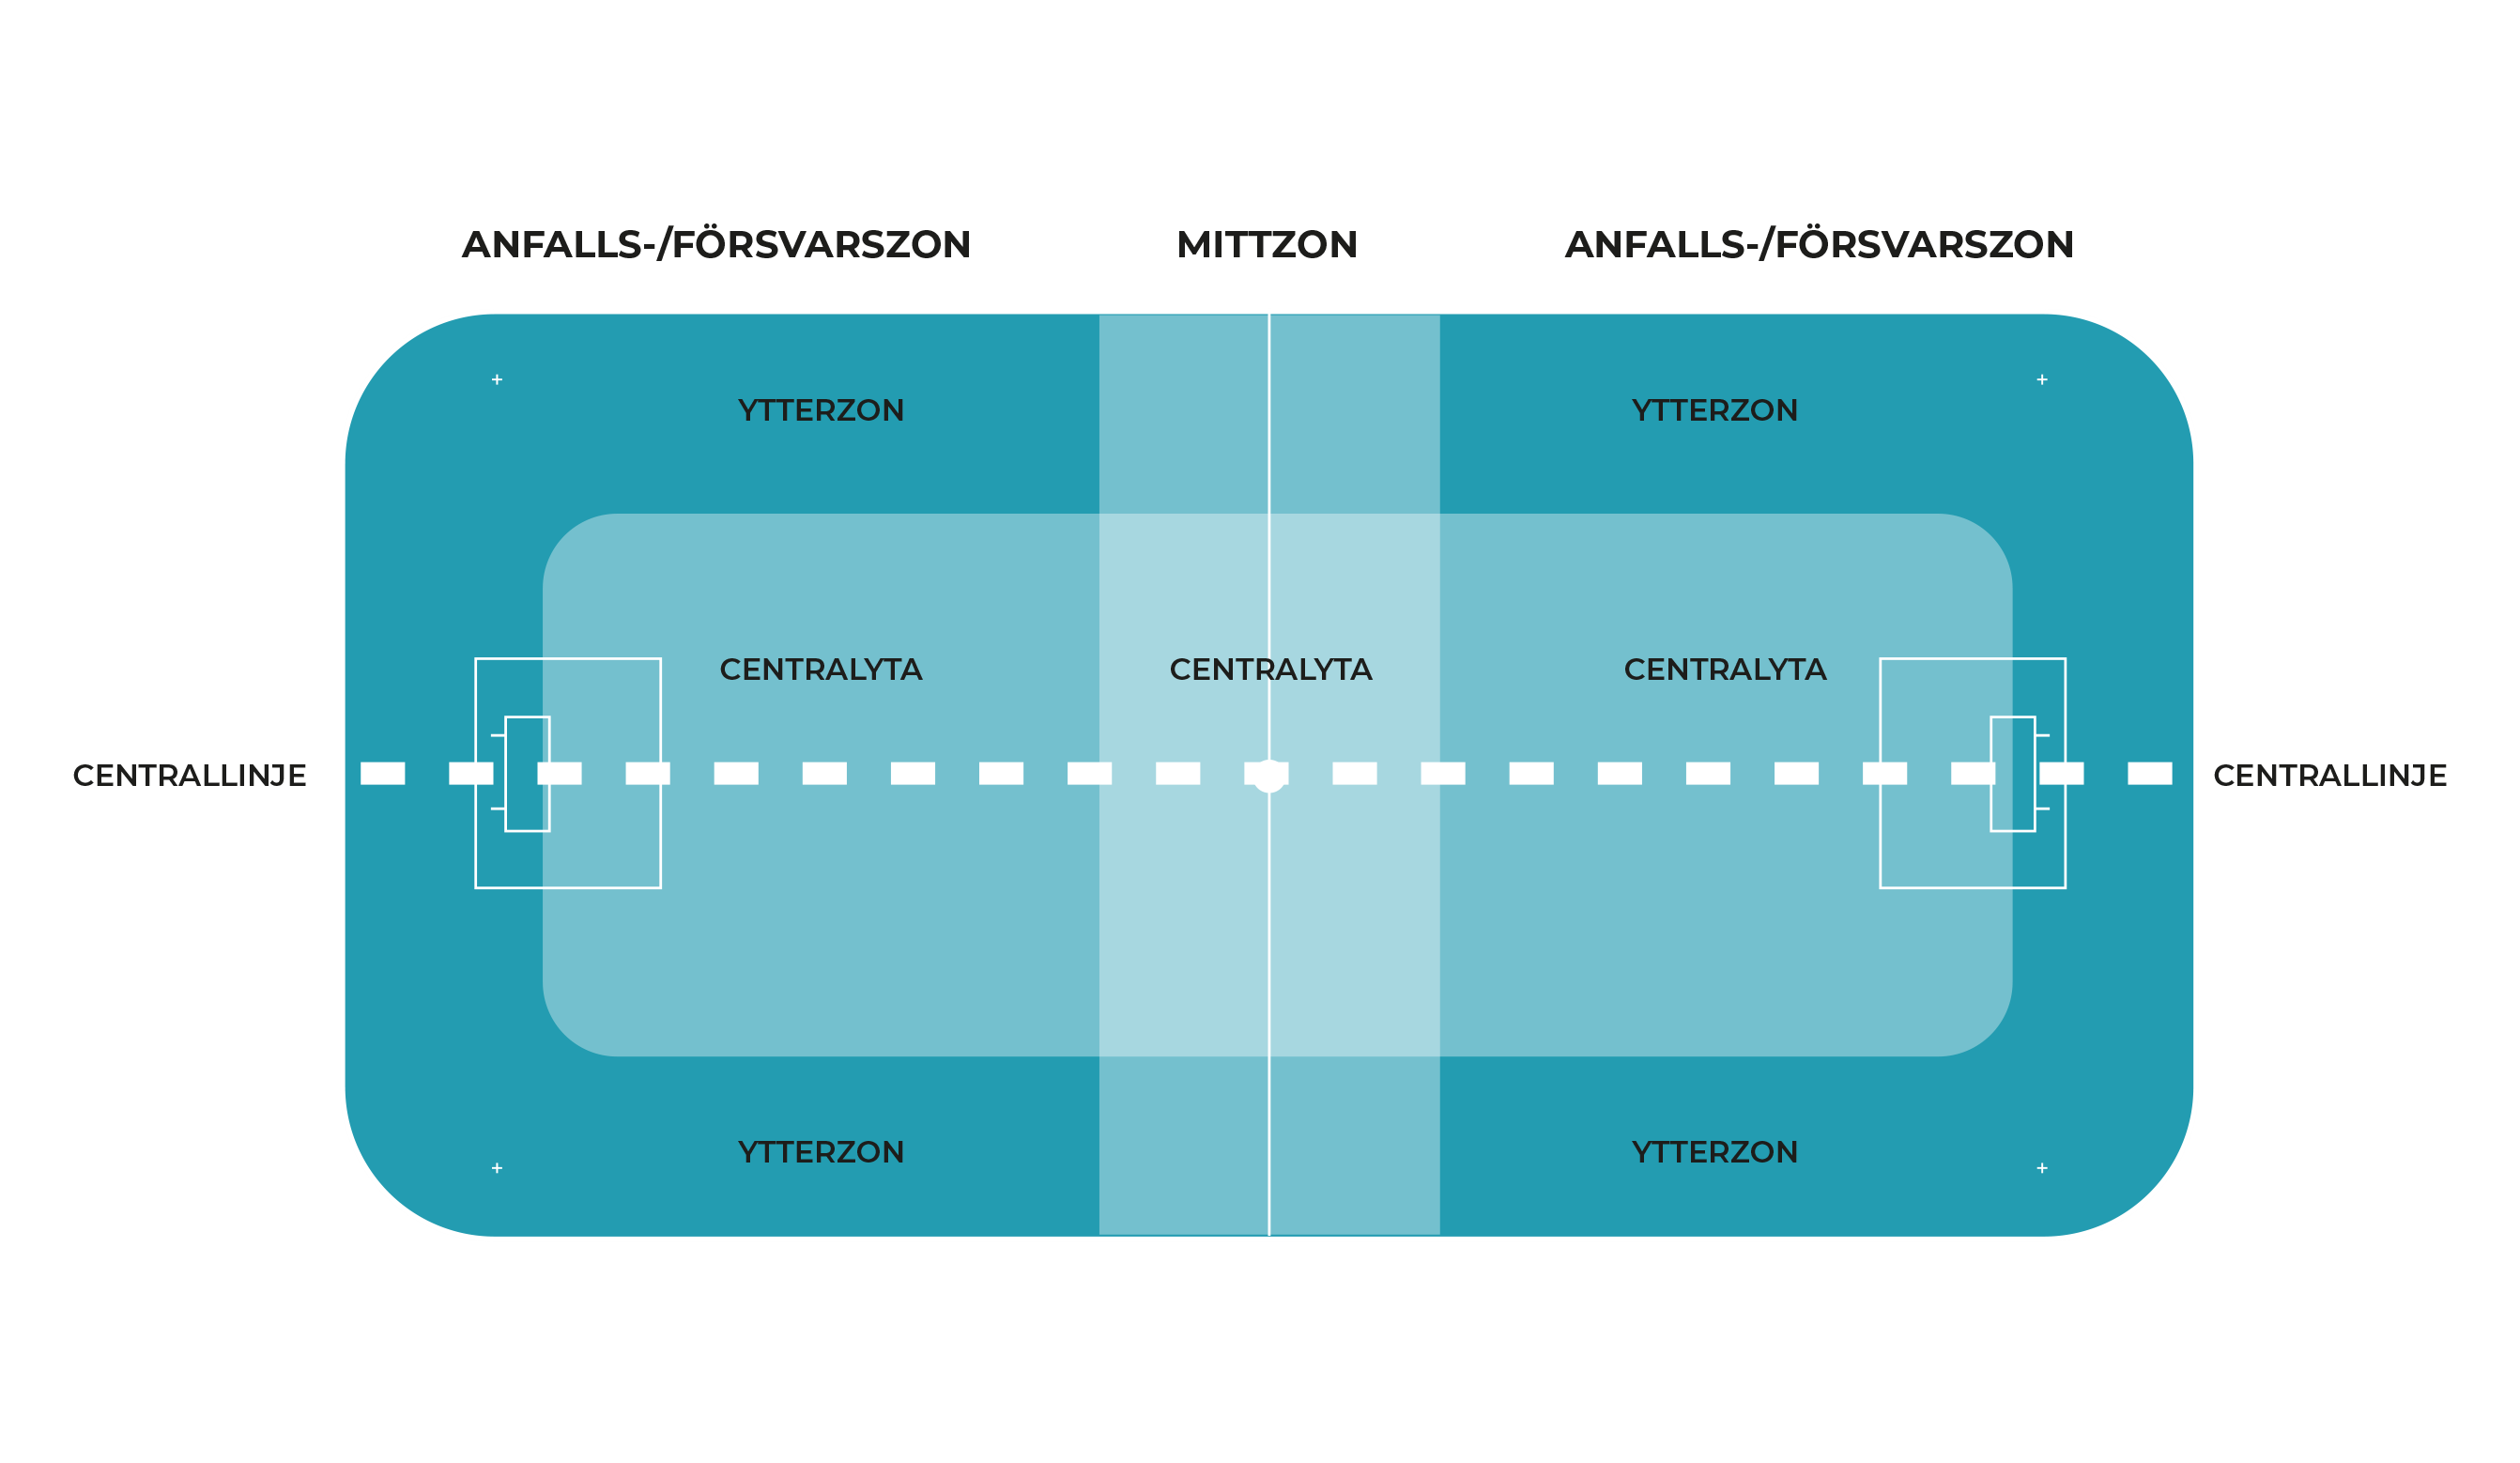 ANFALLS-/FÖRSVARSZON
MITTZON
ANFALLS-/FÖRSVARSZON
YTTERZON
YTTERZON
CENTRALYTA
CENTRALYTA
CENTRALYTA
CENTRALLINJE
CENTRALLINJE
YTTERZON
YTTERZON